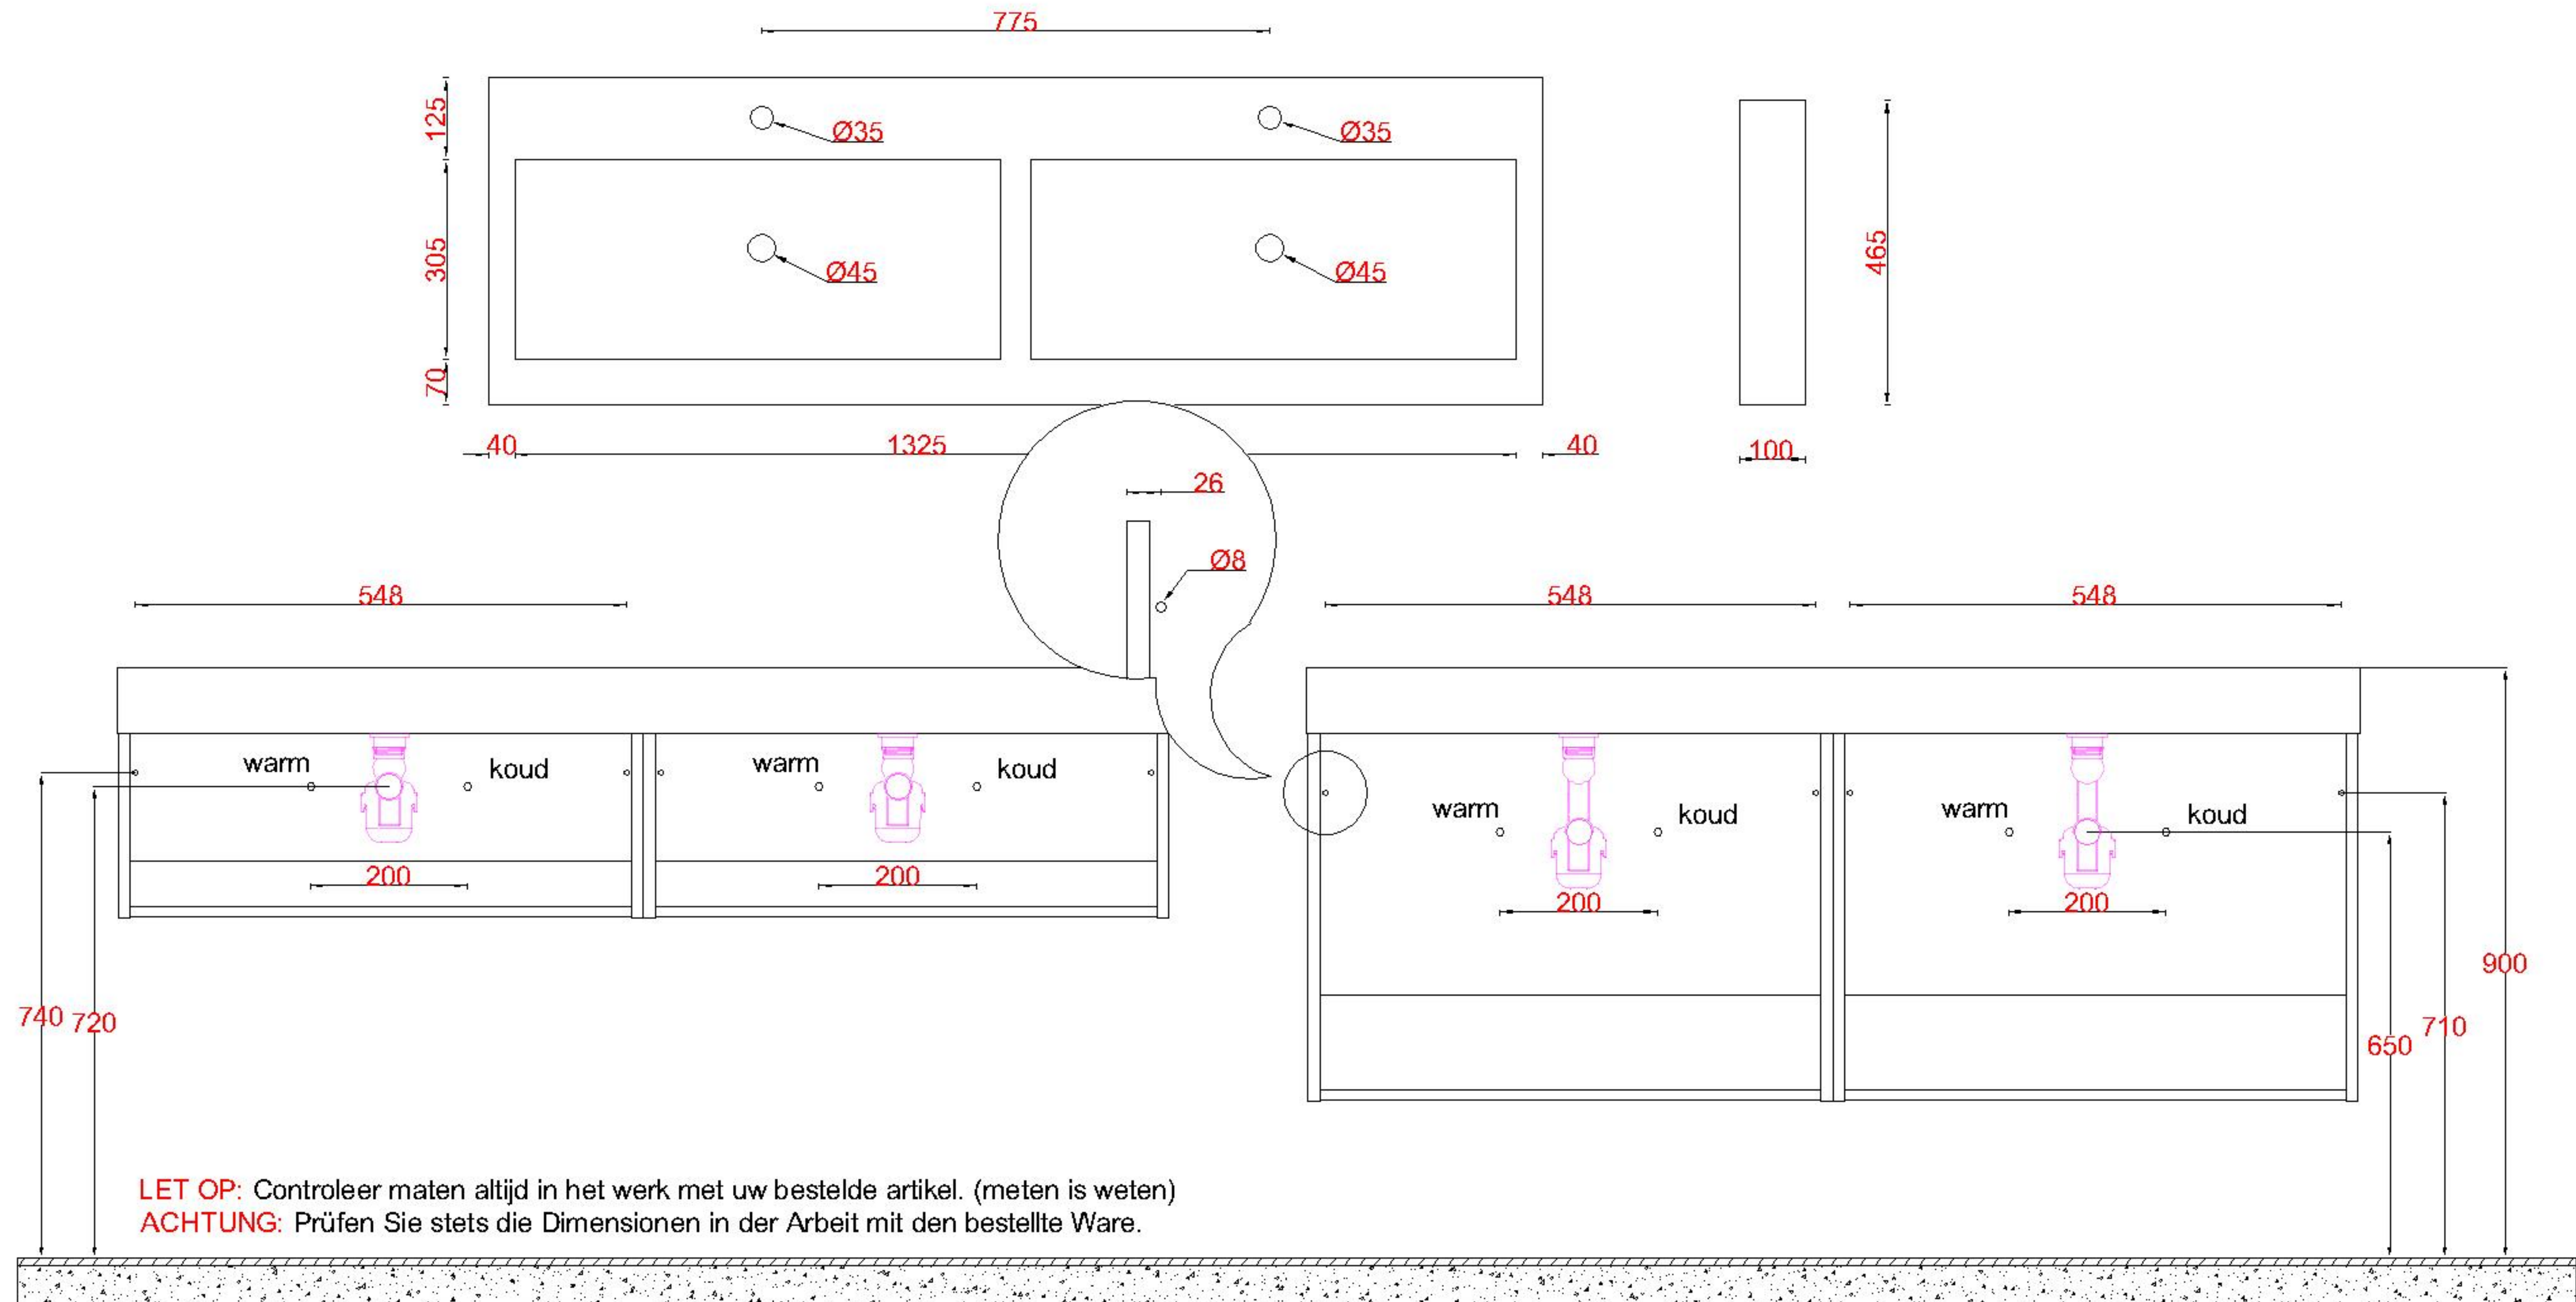 775
125
Ø35
Ø35
305
Ø45
Ø45
465
70
40
1325
40
100
26
Ø8
548
548
548
warm
koud
warm
koud
warm
koud
warm
koud
200
200
200
200
740
720
900
710
650
LET OP: Controleer maten altijd in het werk met uw bestelde artikel. (meten is weten)
ACHTUNG: Prüfen Sie stets die Dimensionen in der Arbeit mit den bestellte Ware.